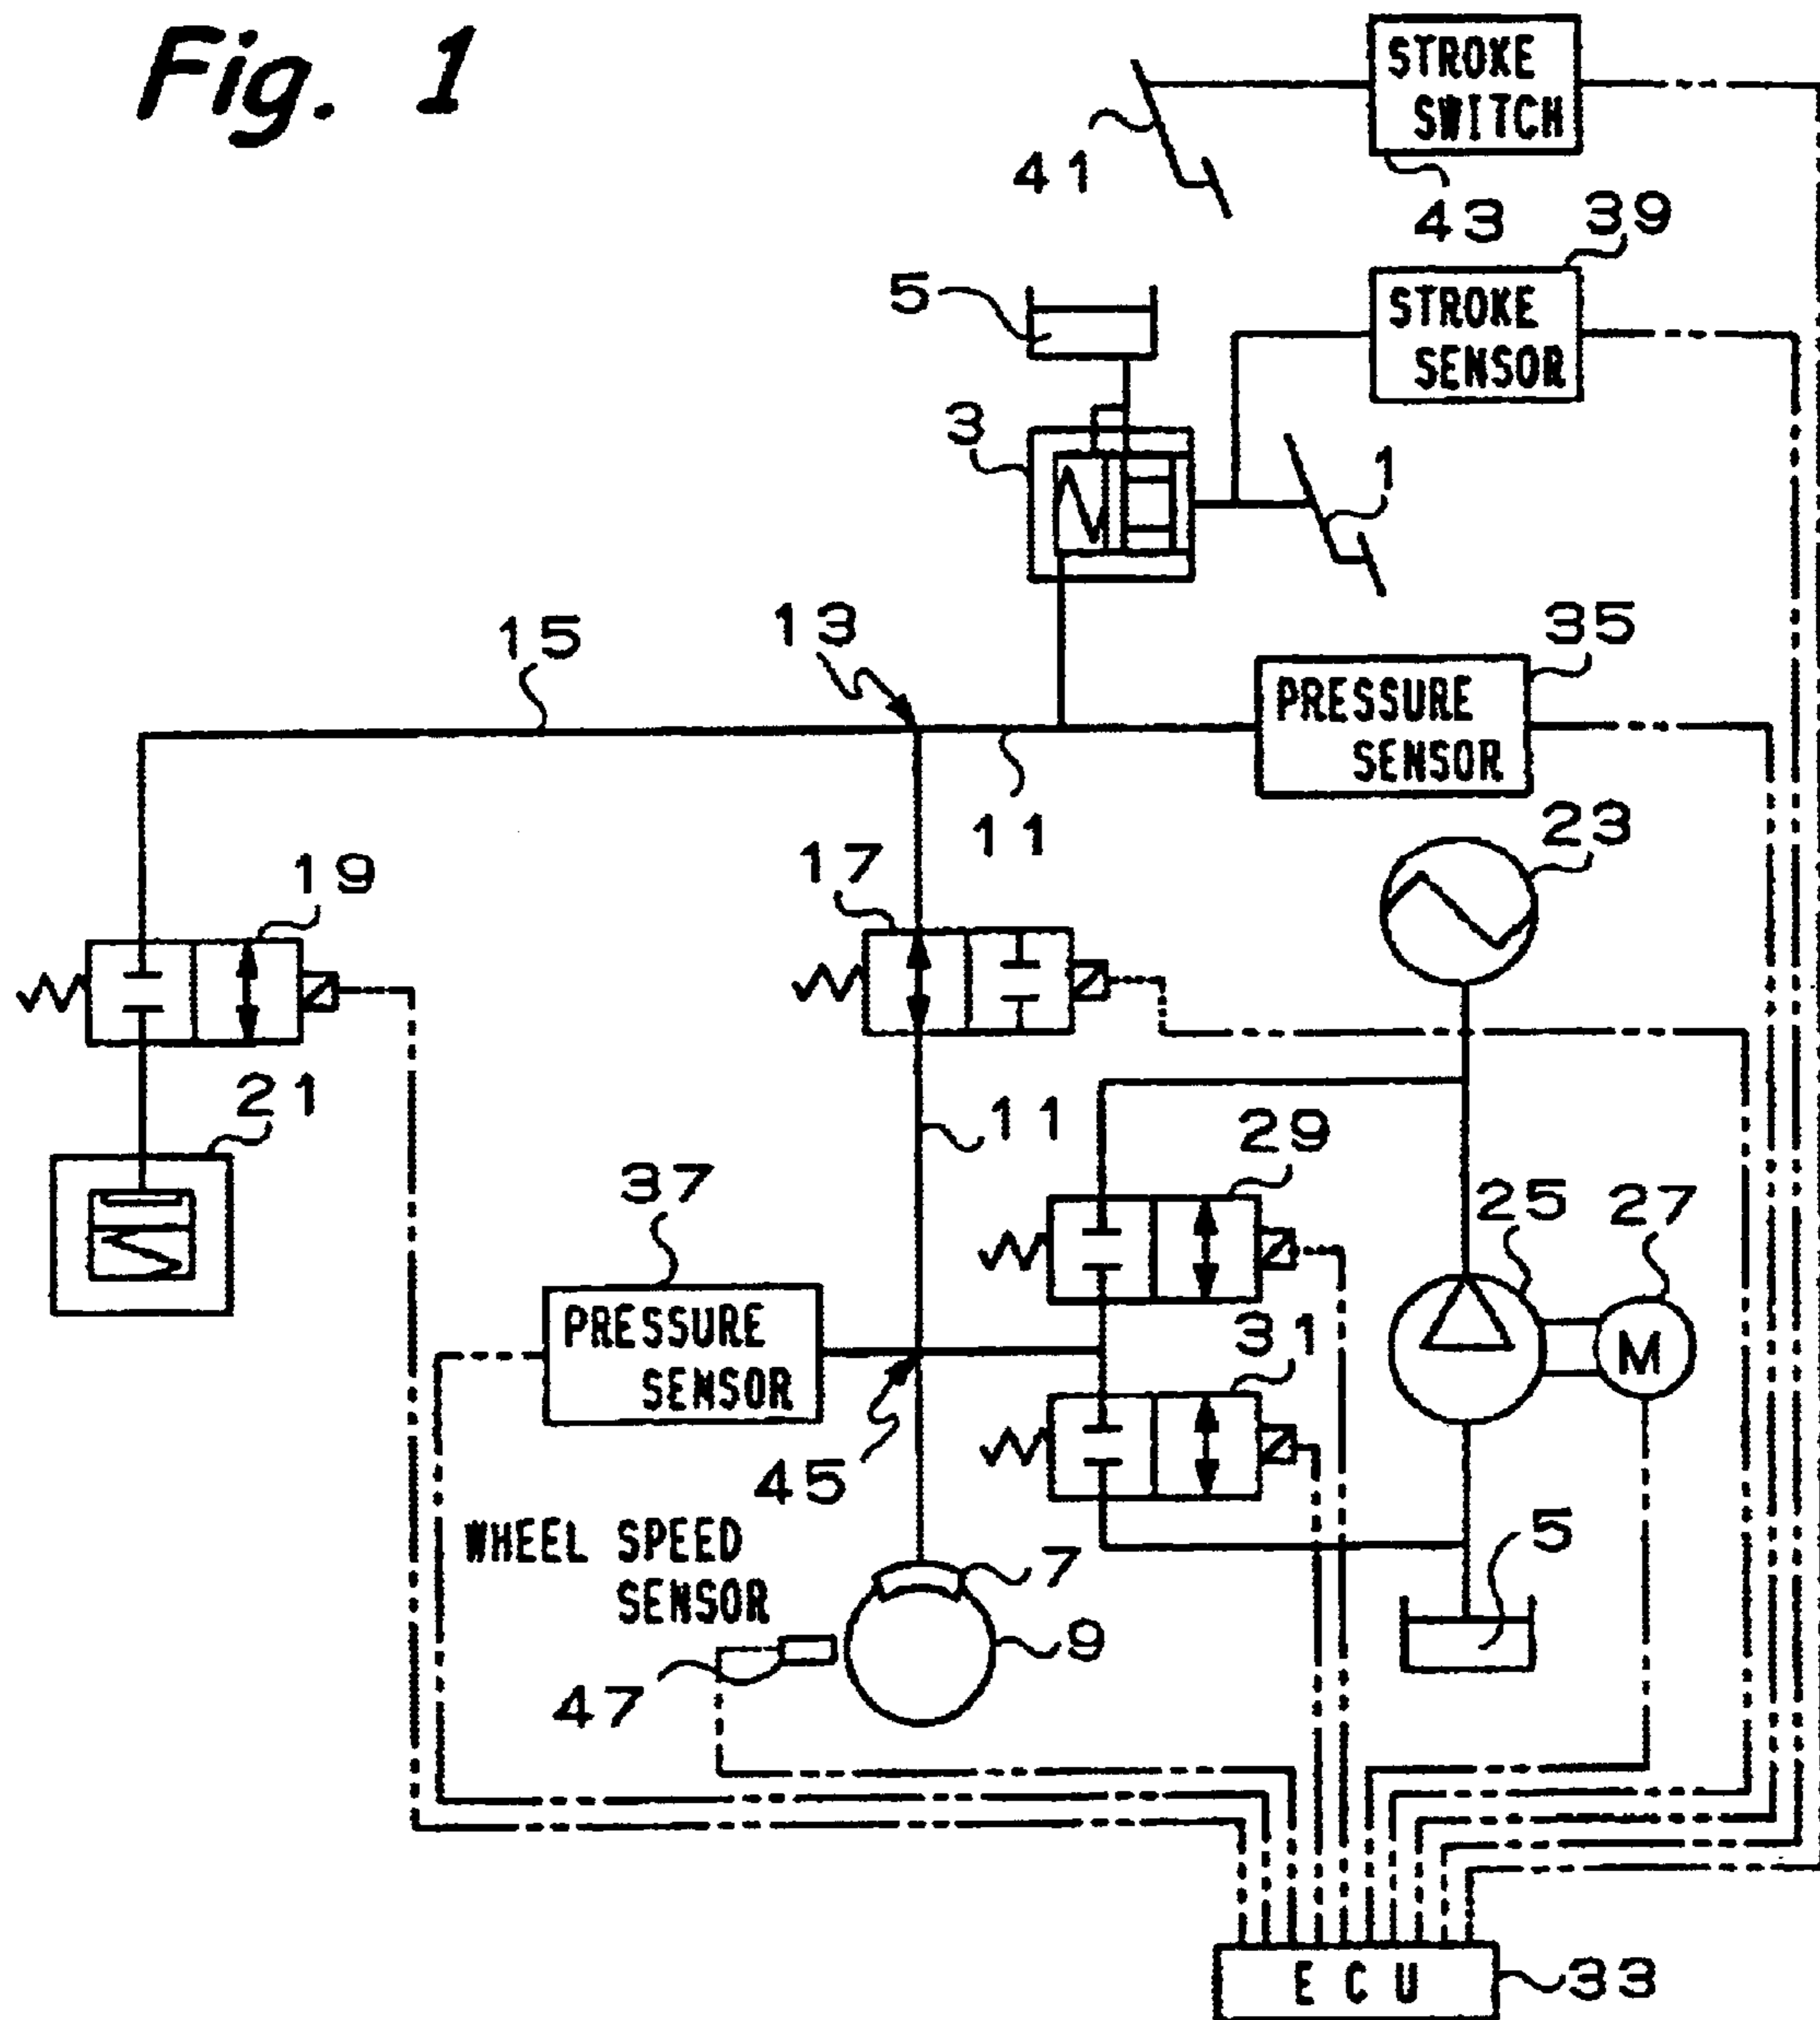 Fig. 1
STROKE
SWITCH
41
43
39
5
STROKE
SENSOR
3
1
15
13
35
PRESSURE
SENSOR
11
23
17
19
21
11
29
37
25
27
PRESSURE
SENSOR
31
M
45
WHEEL SPEED
SENSOR
7
5
9
47
ECU
33